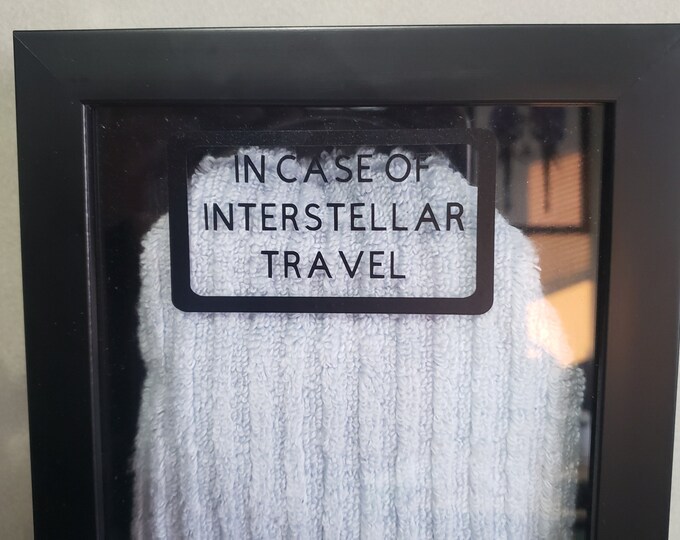 IN CASE OF
INTERSTELLAR
TRAVEL